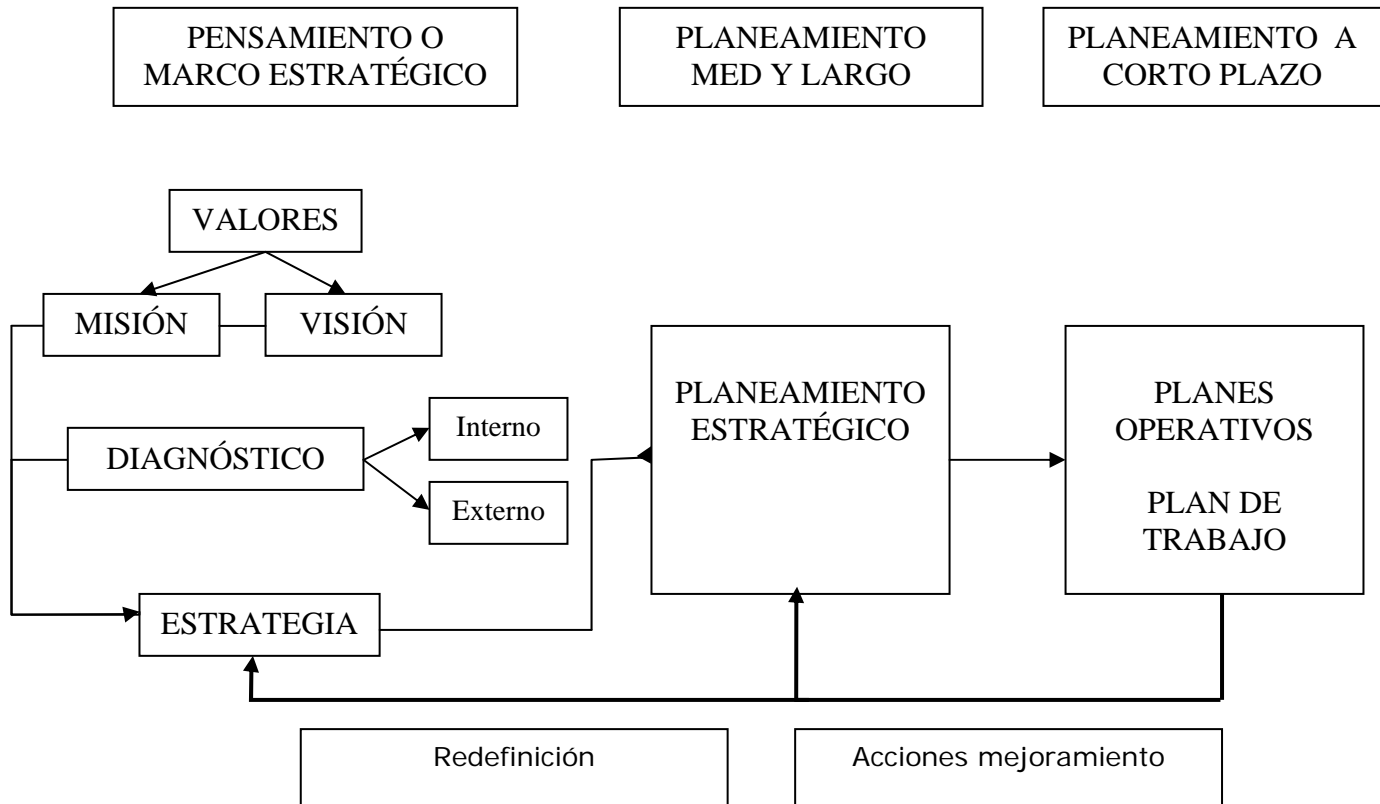 PENSAMIENTO O
MARCO ESTRATÉGICO
PLANEAMIENTO
MED Y LARGO
PLANEAMIENTO A
CORTO PLAZO
VALORES
MISIÓN
VISIÓN
DIAGNÓSTICO
Interno
Externo
ESTRATEGIA
PLANEAMIENTO
ESTRATÉGICO
PLANES
OPERATIVOS
PLAN DE
TRABAJO
Redefinición
Acciones mejoramiento